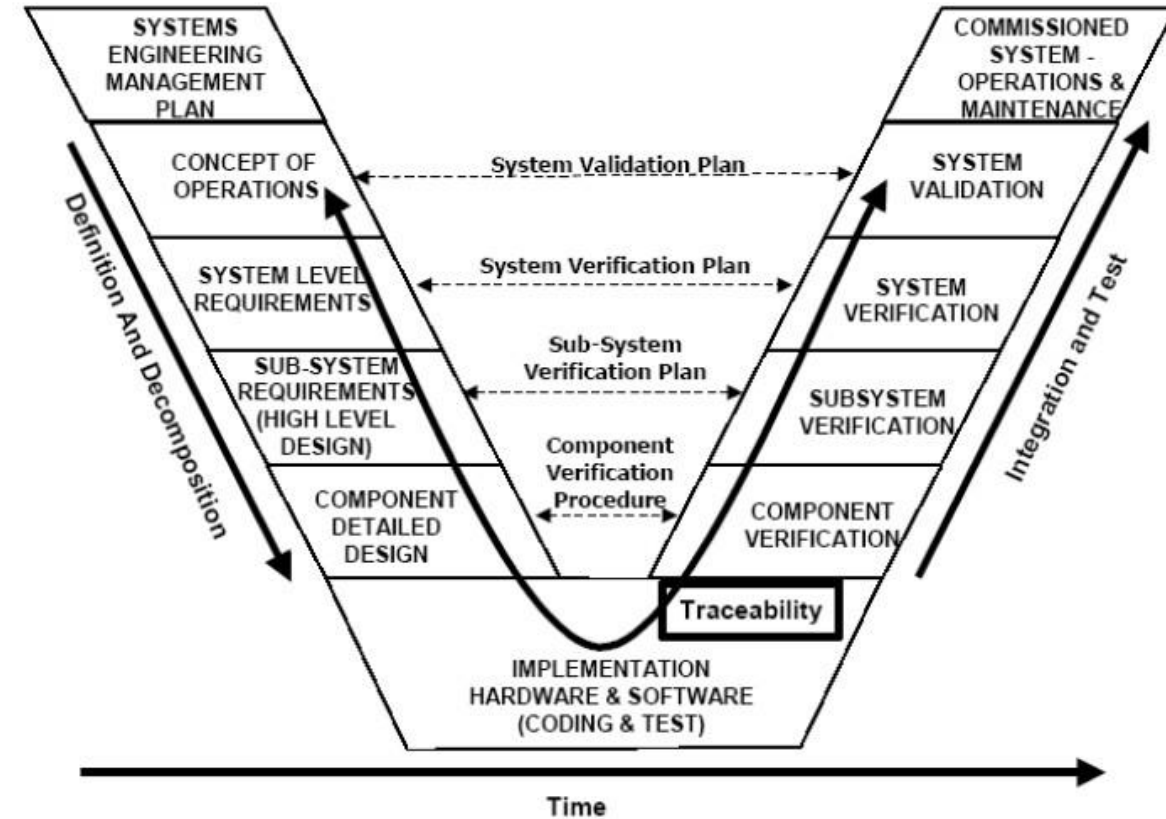 SYSTEMS
ENGINEERING
MANAGEMENT
PLAN
COMMISSIONED
SYSTEM -
OPERATIONS &
MAINTENANCE
CONCEPT OF
OPERATIONS
System Validation Plan
SYSTEM
VALIDATION
Definition And Decomposition
SYSTEM LEVEL
REQUIREMENTS
System Verification Plan
SYSTEM
VERIFICATION
Integration and Test
SUB-SYSTEM
REQUIREMENTS
(HIGH LEVEL
DESIGN)
Sub-System
Verification Plan
SUBSYSTEM
VERIFICATION
COMPONENT
DETAILED
DESIGN
Component
Verification
Procedure
COMPONENT
VERIFICATION
Traceability
IMPLEMENTATION
HARDWARE & SOFTWARE
(CODING & TEST)
Time